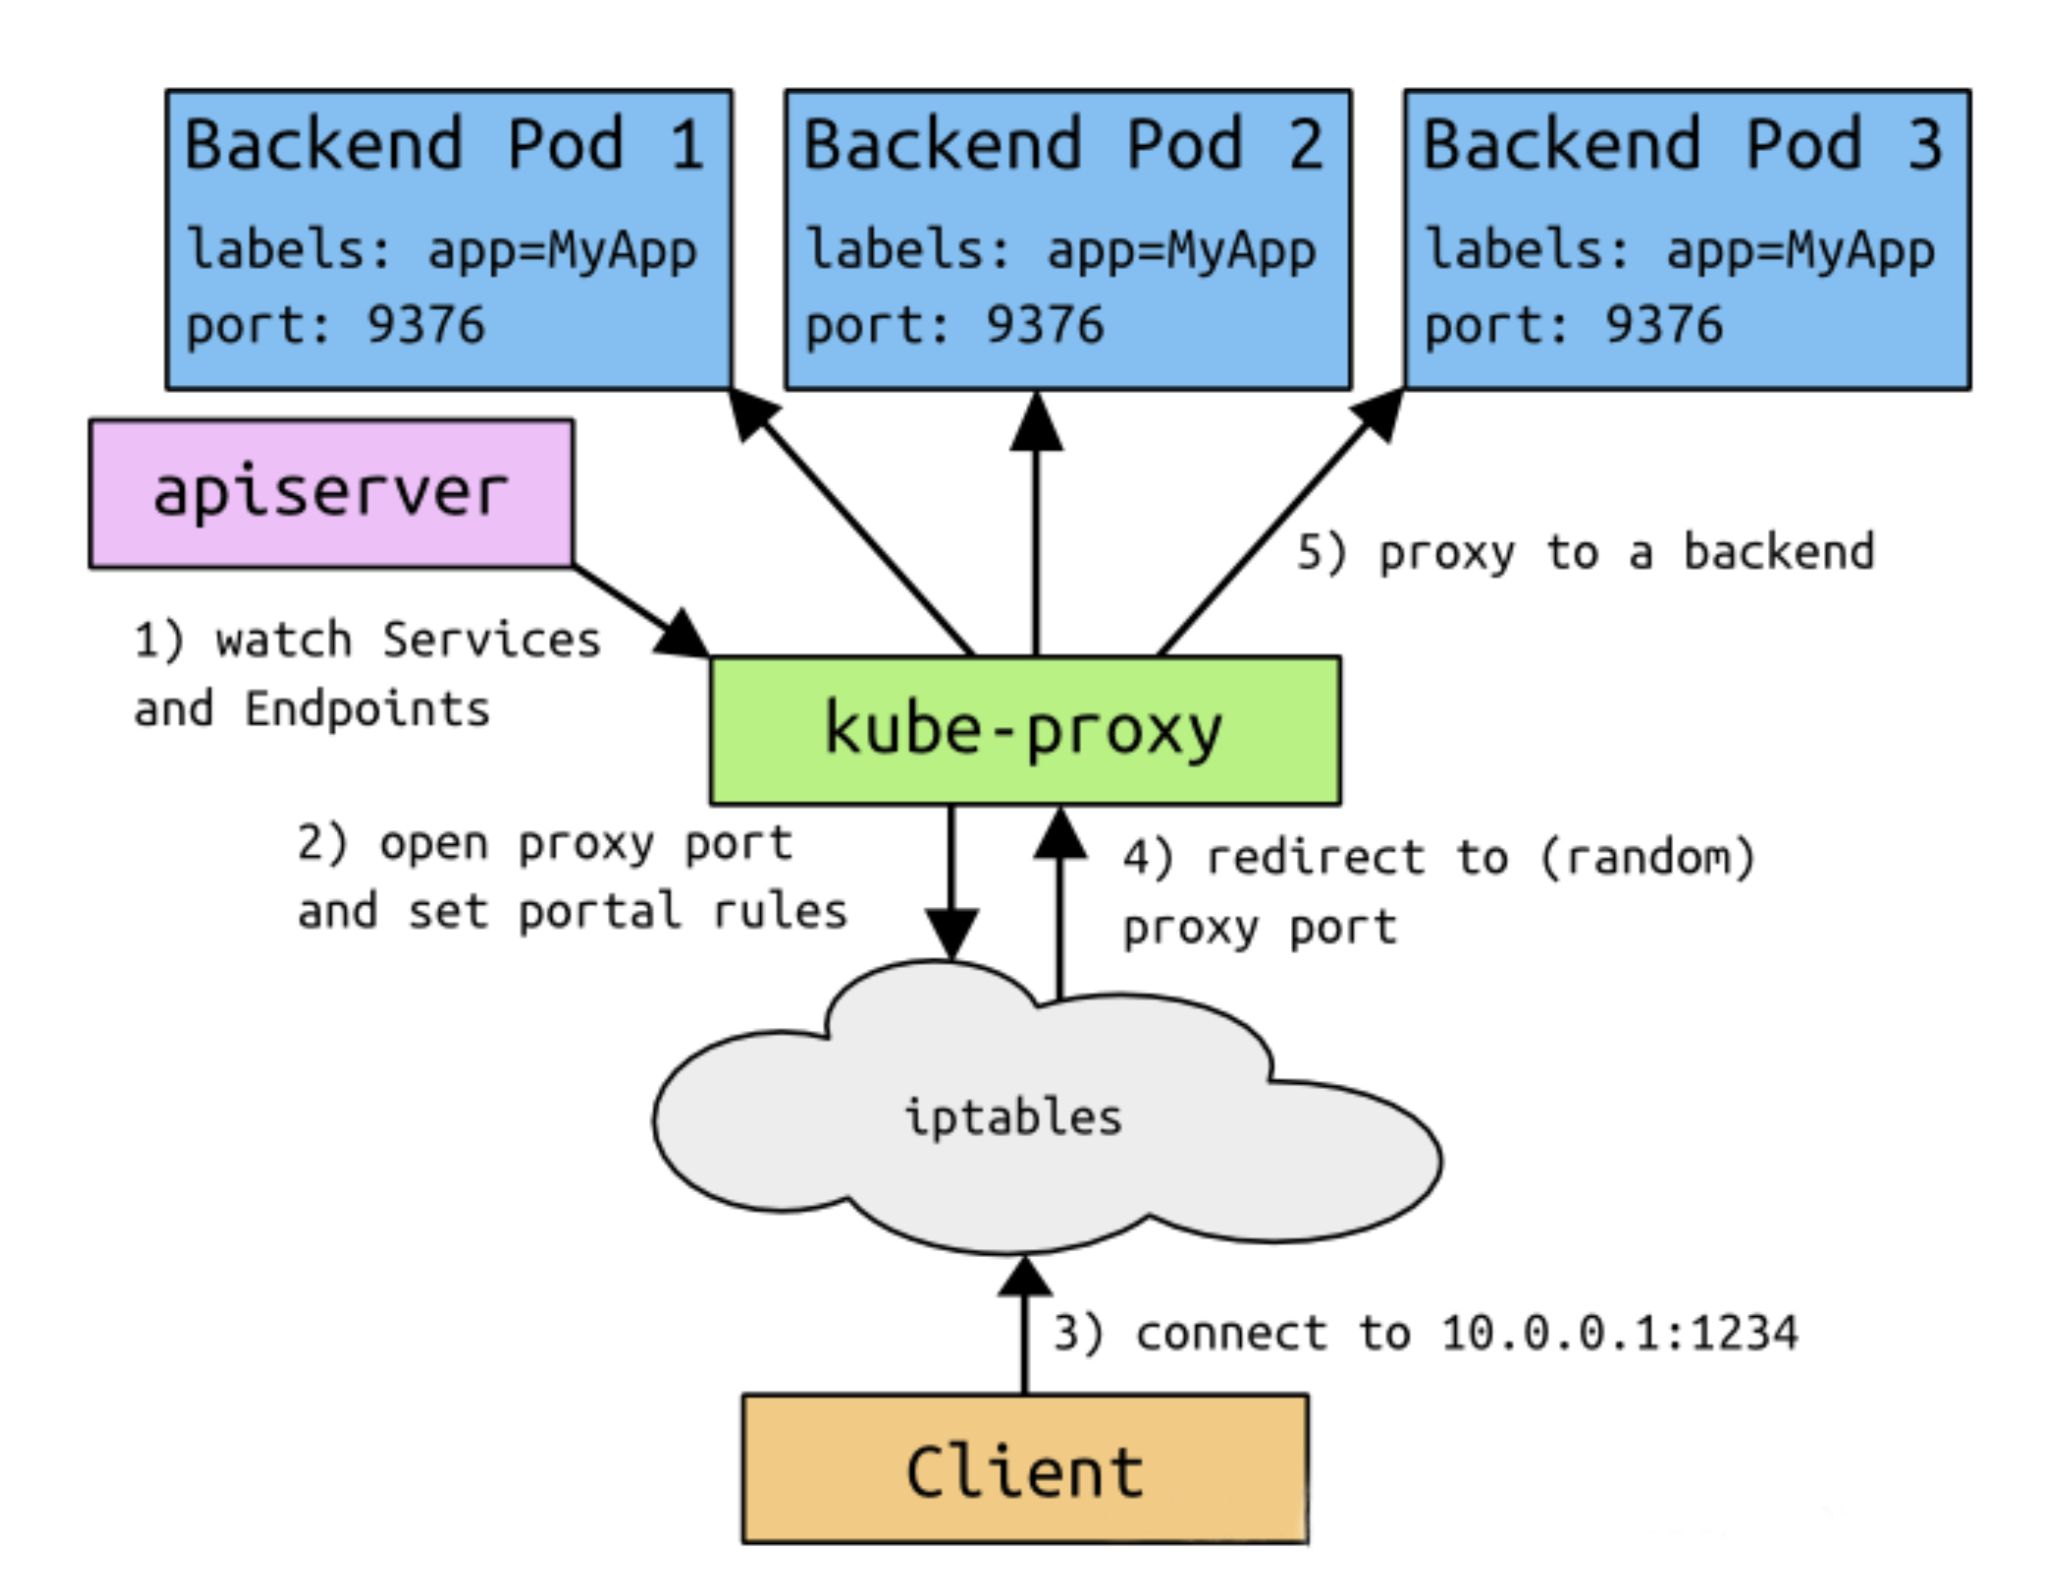 Backend Pod 1
labels: app=MyApp
port: 9376
Backend Pod 2
labels: app=MyApp
port: 9376
Backend Pod 3
labels: app=MyApp
port: 9376
apiserver
5) proxy to a backend
1) watch Services
and Endpoints
kube-proxy
2) open proxy port
and set portal rules
4) redirect to (random)
proxy port
iptables
3) connect to 10.0.0.1:1234
Client